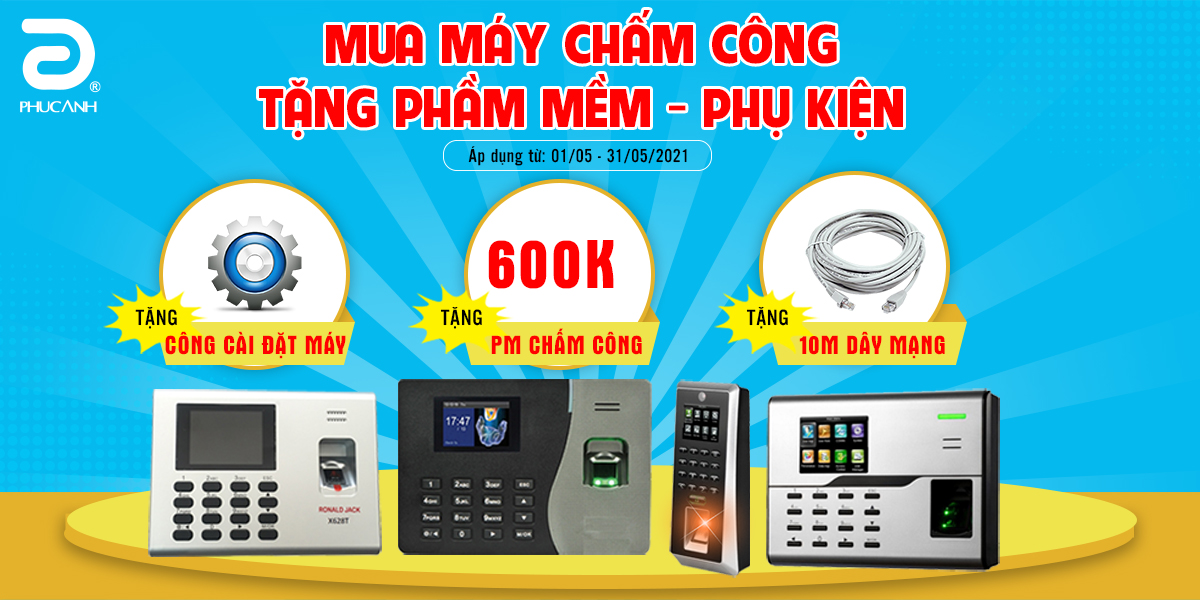 PHUCANH®
MUA MÁY CHẤM CÔNG
TẶNG PHẦM MỀM - PHỤ KIỆN
Áp dụng từ: 01/05 - 31/05/2021
TẶNG
CÔNG CÀI ĐẶT MÁY
600K
TẶNG
PM CHẤM CÔNG
TẶNG
10M DÂY MẠNG
17:47
RONALD JACK
X628T